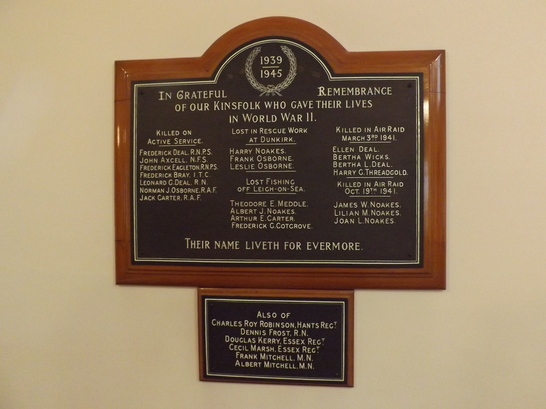 1939
1945
IN GRATEFUL REMEMBRANCE
OF OUR KINSFOLK WHO GAVE THEIR LIVES
IN WORLD WAR II.
KILLED ON
ACTIVE SERVICE.
FREDERICK DEAL, R.N.P.S.
JOHN AXCELL, N.F.S.
FREDERICK EAGLETON, R.N.P.S.
FREDERICK BRAY, I.T.C.
LEONARD G. DEAL, R.N.
NORMAN J. OSBORNE, R.A.F.
JACK CARTER, R.A.F.
LOST IN RESCUE WORK
AT DUNKIRK.
HARRY NOAKES.
FRANK OSBORNE.
LESLIE OSBORNE.
LOST FISHING
OFF LEIGH-ON-SEA.
THEODORE E. MEDDLE.
ALBERT J. NOAKES.
ARTHUR E. CARTER.
FREDERICK G. COTGROVE.
KILLED IN AIR RAID
MARCH 3RD 1941.
ELLEN DEAL.
BERTHA WICKS.
BERTHA L. DEAL.
HARRY G. THREADGOLD.
KILLED IN AIR RAID
OCT. 19TH 1941.
JAMES W. NOAKES.
LILIAN M. NOAKES.
JOAN L. NOAKES
THEIR NAME LIVETH FOR EVERMORE.
ALSO OF
CHARLES ROY ROBINSON, HANTS REGT.
DENNIS FROST, R.N.
DOUGLAS KERRY, ESSEX REGT.
CECIL MARSH, ESSEX REGT.
FRANK MITCHELL, M.N.
ALBERT MITCHELL, M.N.